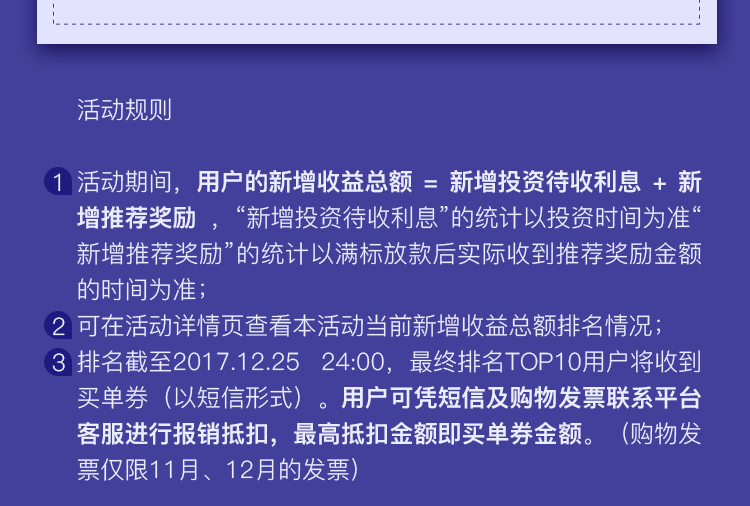 活动规则
1 活动期间，用户的新增收益总额 = 新增投资待收利息 + 新
增推荐奖励 ，“新增投资待收利息”的统计以投资时间为准“
新增推荐奖励”的统计以满标放款后实际收到推荐奖励金额
的时间为准；
2 可在活动详情页查看本活动当前新增收益总额排名情况；
3 排名截至2017.12.25 24:00，最终排名TOP10用户将收到
买单券（以短信形式）。用户可凭短信及购物发票联系平台
客服进行报销抵扣，最高抵扣金额即买单券金额。（购物发
票仅限11月、12月的发票）